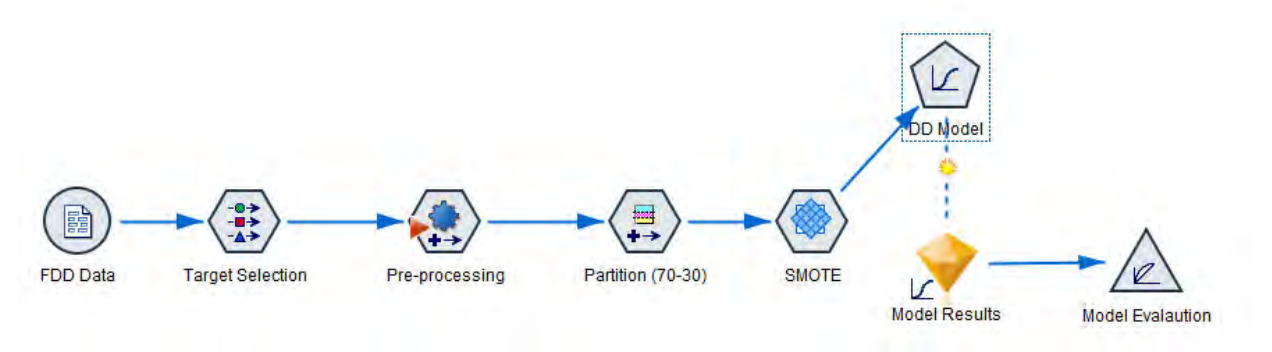 DD Model
FDD Data
Target Selection
Pre-processing
Partition (70-30)
SMOTE
Model Results
Model Evalaution